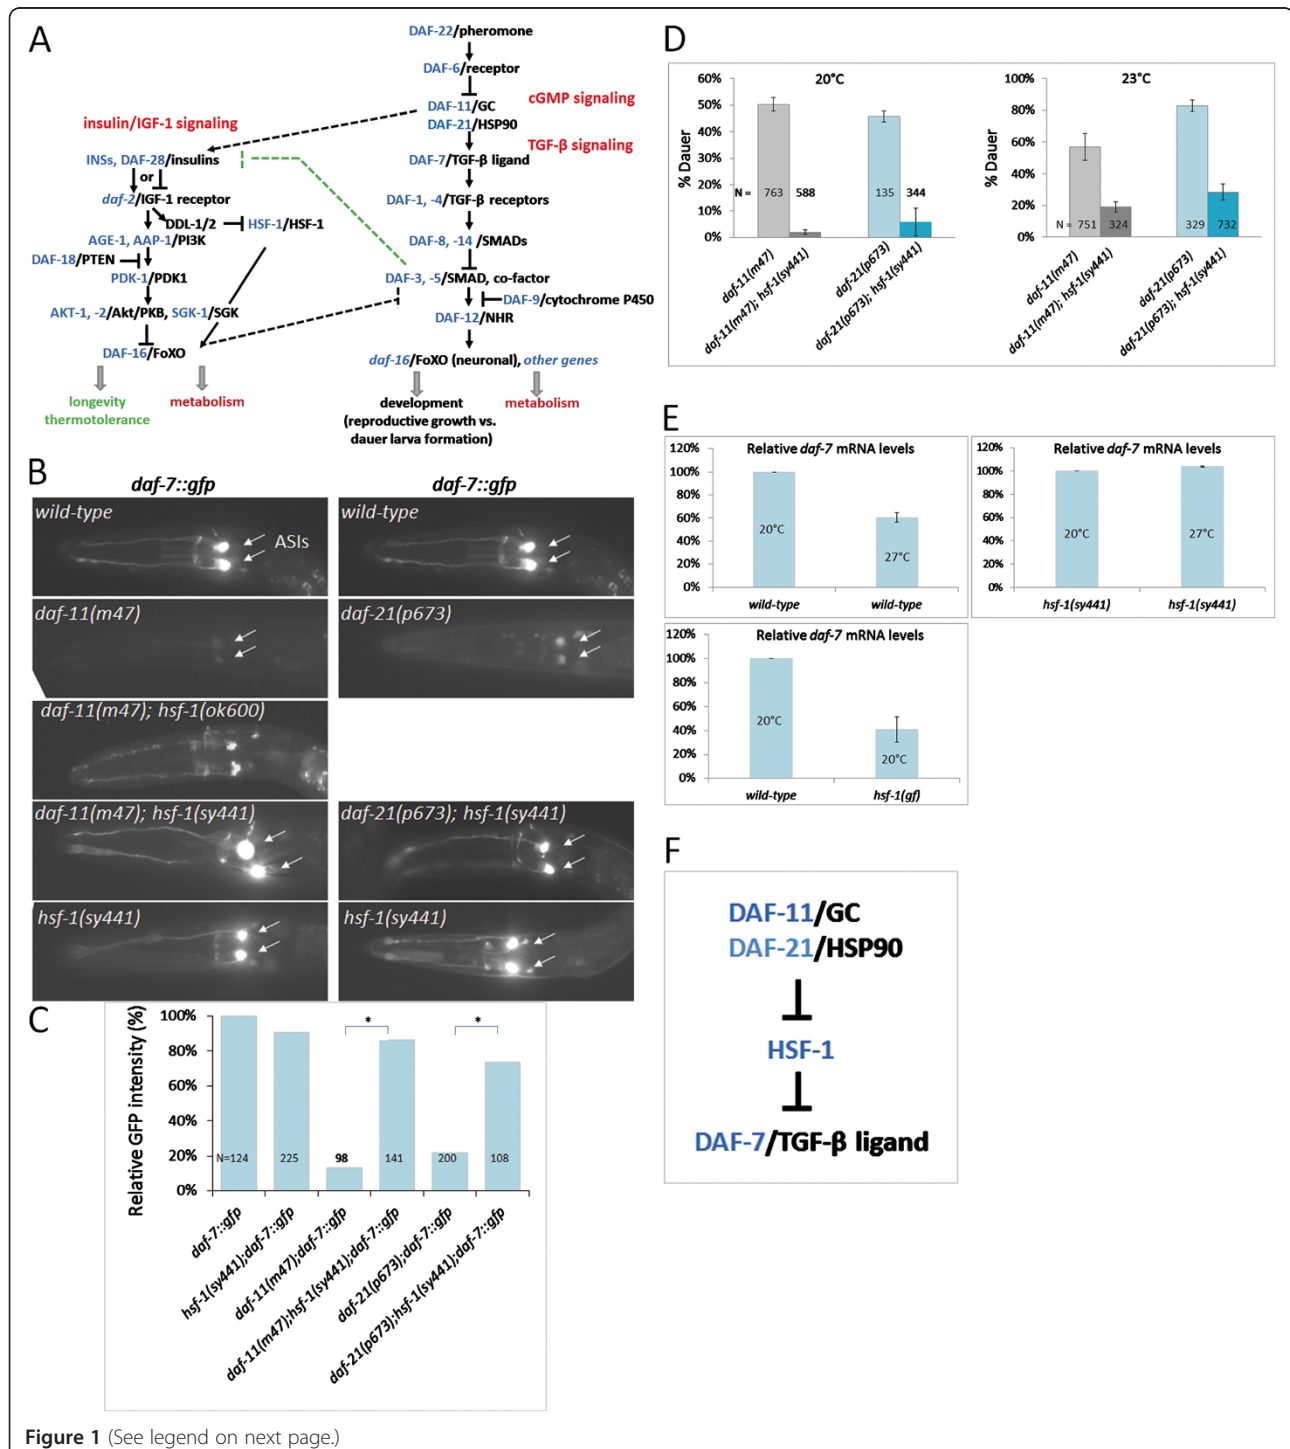 A
DAF-22/pheromone
DAF-6/receptor
cGMP signaling
DAF-11/GC
DAF-21/HSP90
insulin/IGF-1 signaling
TGF-β signaling
INSs, DAF-28/insulins
DAF-7/TGF-β ligand
or
daf-2/IGF-1 receptor
DAF-1, -4/TGF-β receptors
DDL-1/2
HSF-1/HSF-1
AGE-1, AAP-1/PI3K
DAF-8, -14/SMADs
DAF-18/PTEN
PDK-1/PDK1
DAF-3, -5/SMAD, co-factor
DAF-9/cytochrome P450
AKT-1, -2/Akt/PKB, SGK-1/SGK
DAF-12/NHR
DAF-16/FoXO
daf-16/FoXO (neuronal), other genes
longevity
thermotolerance
metabolism
development
(reproductive growth vs.
dauer larva formation)
metabolism
B
daf-7::gfp
daf-7::gfp
wild-type
ASIs
wild-type
daf-11(m47)
daf-21(p673)
daf-11(m47); hsf-1(ok600)
daf-11(m47); hsf-1(sy441)
daf-21(p673); hsf-1(sy441)
hsf-1(sy441)
hsf-1(sy441)
C
Relative GFP intensity (%)
100%
80%
60%
40%
20%
0%
* *
N=124 225 98 141 200 108
daf-7::gfp
hsf-1(sy441);daf-7::gfp
daf-11(m47);daf-7::gfp
daf-11(m47);hsf-1(sy441);daf-7::gfp
daf-21(p673);daf-7::gfp
daf-21(p673);hsf-1(sy441);daf-7::gfp
D
20°C
% Dauer
60%
50%
40%
30%
20%
10%
0%
N = 763 588 135 344
daf-11(m47)
daf-11(m47); hsf-1(sy441)
daf-21(p673)
daf-21(p673); hsf-1(sy441)
23°C
% Dauer
100%
80%
60%
40%
20%
0%
N = 751 324 329 732
daf-11(m47)
daf-11(m47); hsf-1(sy441)
daf-21(p673)
daf-21(p673); hsf-1(sy441)
E
Relative daf-7 mRNA levels
120%
100%
80%
60%
40%
20%
0%
20°C
27°C
wild-type wild-type
Relative daf-7 mRNA levels
120%
100%
80%
60%
40%
20%
0%
20°C
27°C
hsf-1(sy441) hsf-1(sy441)
Relative daf-7 mRNA levels
120%
100%
80%
60%
40%
20%
0%
20°C
20°C
wild-type hsf-1(gf)
F
DAF-11/GC
DAF-21/HSP90
HSF-1
DAF-7/TGF-β ligand
Figure 1 (See legend on next page.)